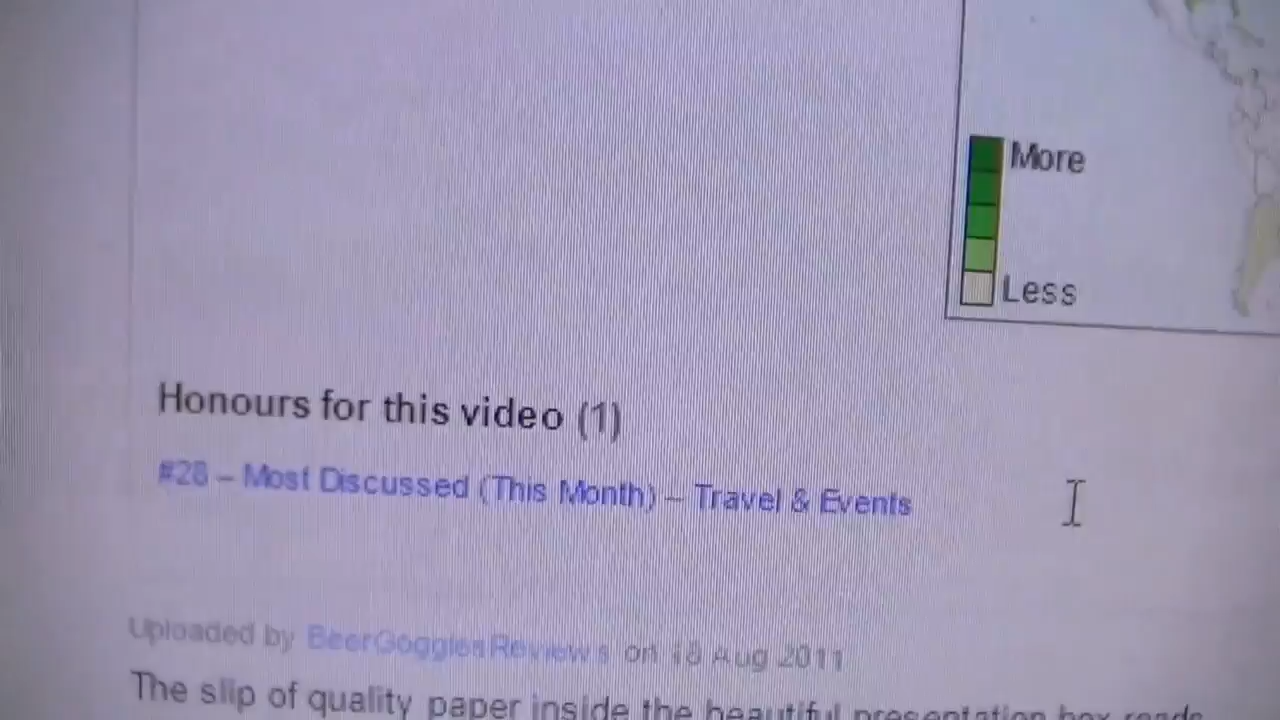 More
Less
Honours for this video (1)
#28 – Most Discussed (This Month) – Travel & Events
Uploaded by BeerGogglesReviews on 18 Aug 2011
The slip of quality paper inside the beautiful presentation box reads